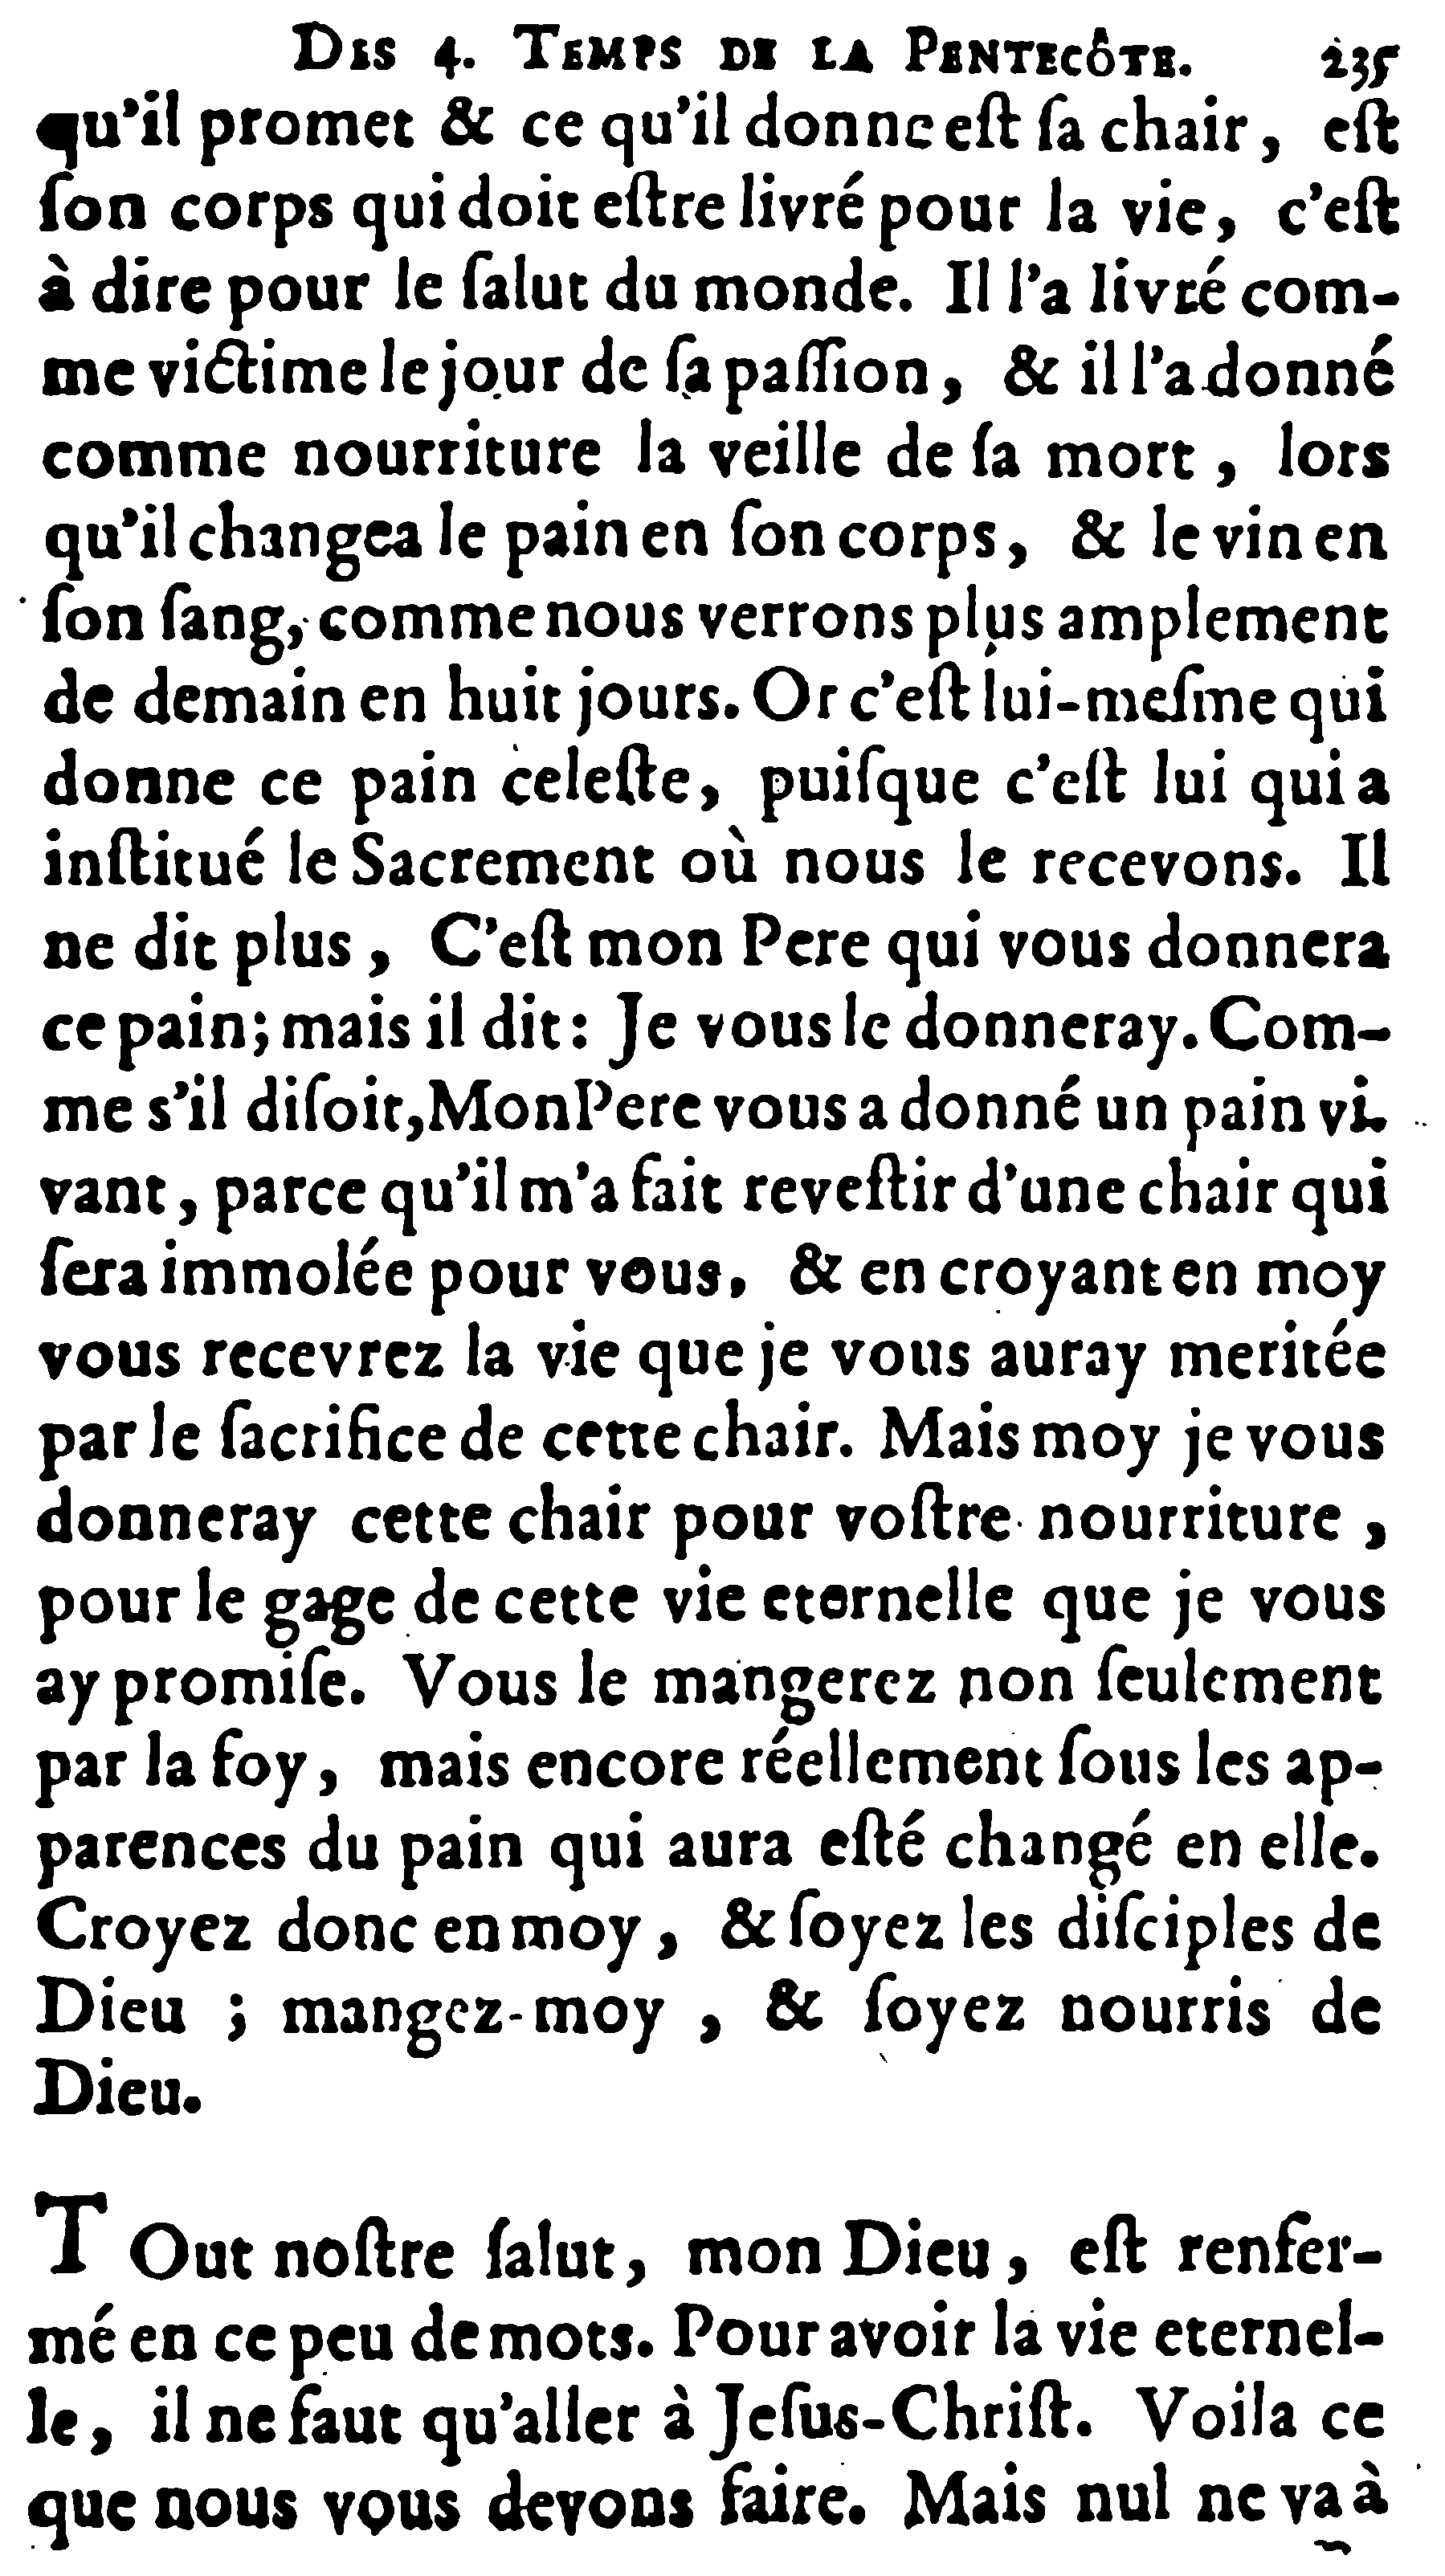 DES 4. TEMPS DE LA PENTECÔTE. 235
qu'il promet & ce qu'il donne eſt ſa chair, eſt
ſon corps qui doit eſtre livré pour la vie, c'eſt
à dire pour le ſalut du monde. Il l'a livré com-
me victime le jour de ſa paſſion, & il l'a donné
comme nourriture la veille de ſa mort, lors
qu'il changea le pain en ſon corps, & le vin en
ſon ſang, comme nous verrons plus amplement
de demain en huit jours. Or c'eſt lui-meſme qui
donne ce pain celeſte, puiſque c'eſt lui qui a
inſtitué le Sacrement où nous le recevons. Il
ne dit plus, C'eſt mon Pere qui vous donnera
ce pain; mais il dit: Je vous le donneray. Com-
me s'il diſoit, Mon Pere vous a donné un pain vi-
vant, parce qu'il m'a fait reveſtir d'une chair qui
ſera immolée pour vous, & en croyant en moy
vous recevrez la vie que je vous auray meritée
par le ſacrifice de cette chair. Mais moy je vous
donneray cette chair pour voſtre nourriture,
pour le gage de cette vie eternelle que je vous
ay promiſe. Vous le mangerez non ſeulement
par la foy, mais encore réellement ſous les ap-
parences du pain qui aura eſté changé en elle.
Croyez donc en moy, & ſoyez les diſciples de
Dieu ; mangez-moy , & ſoyez nourris de
Dieu.
TOut noſtre ſalut, mon Dieu, eſt renfer-
mé en ce peu de mots. Pour avoir la vie eternel-
le, il ne faut qu'aller à Jeſus-Chriſt. Voila ce
que nous vous devons faire. Mais nul ne va à